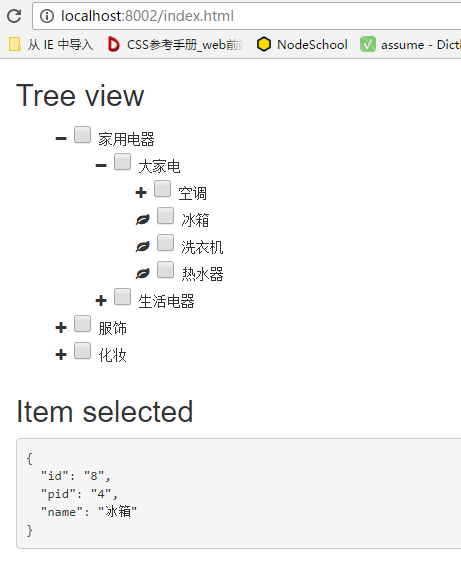 localhost:8002/index.html
从 IE 中导入 CSS参考手册_web前端 NodeSchool assume - Dicti
Tree view
家用电器
大家电
空调
冰箱
洗衣机
热水器
生活电器
服饰
化妆
Item selected
{
"id": "8",
"pid": "4",
"name": "冰箱"
}